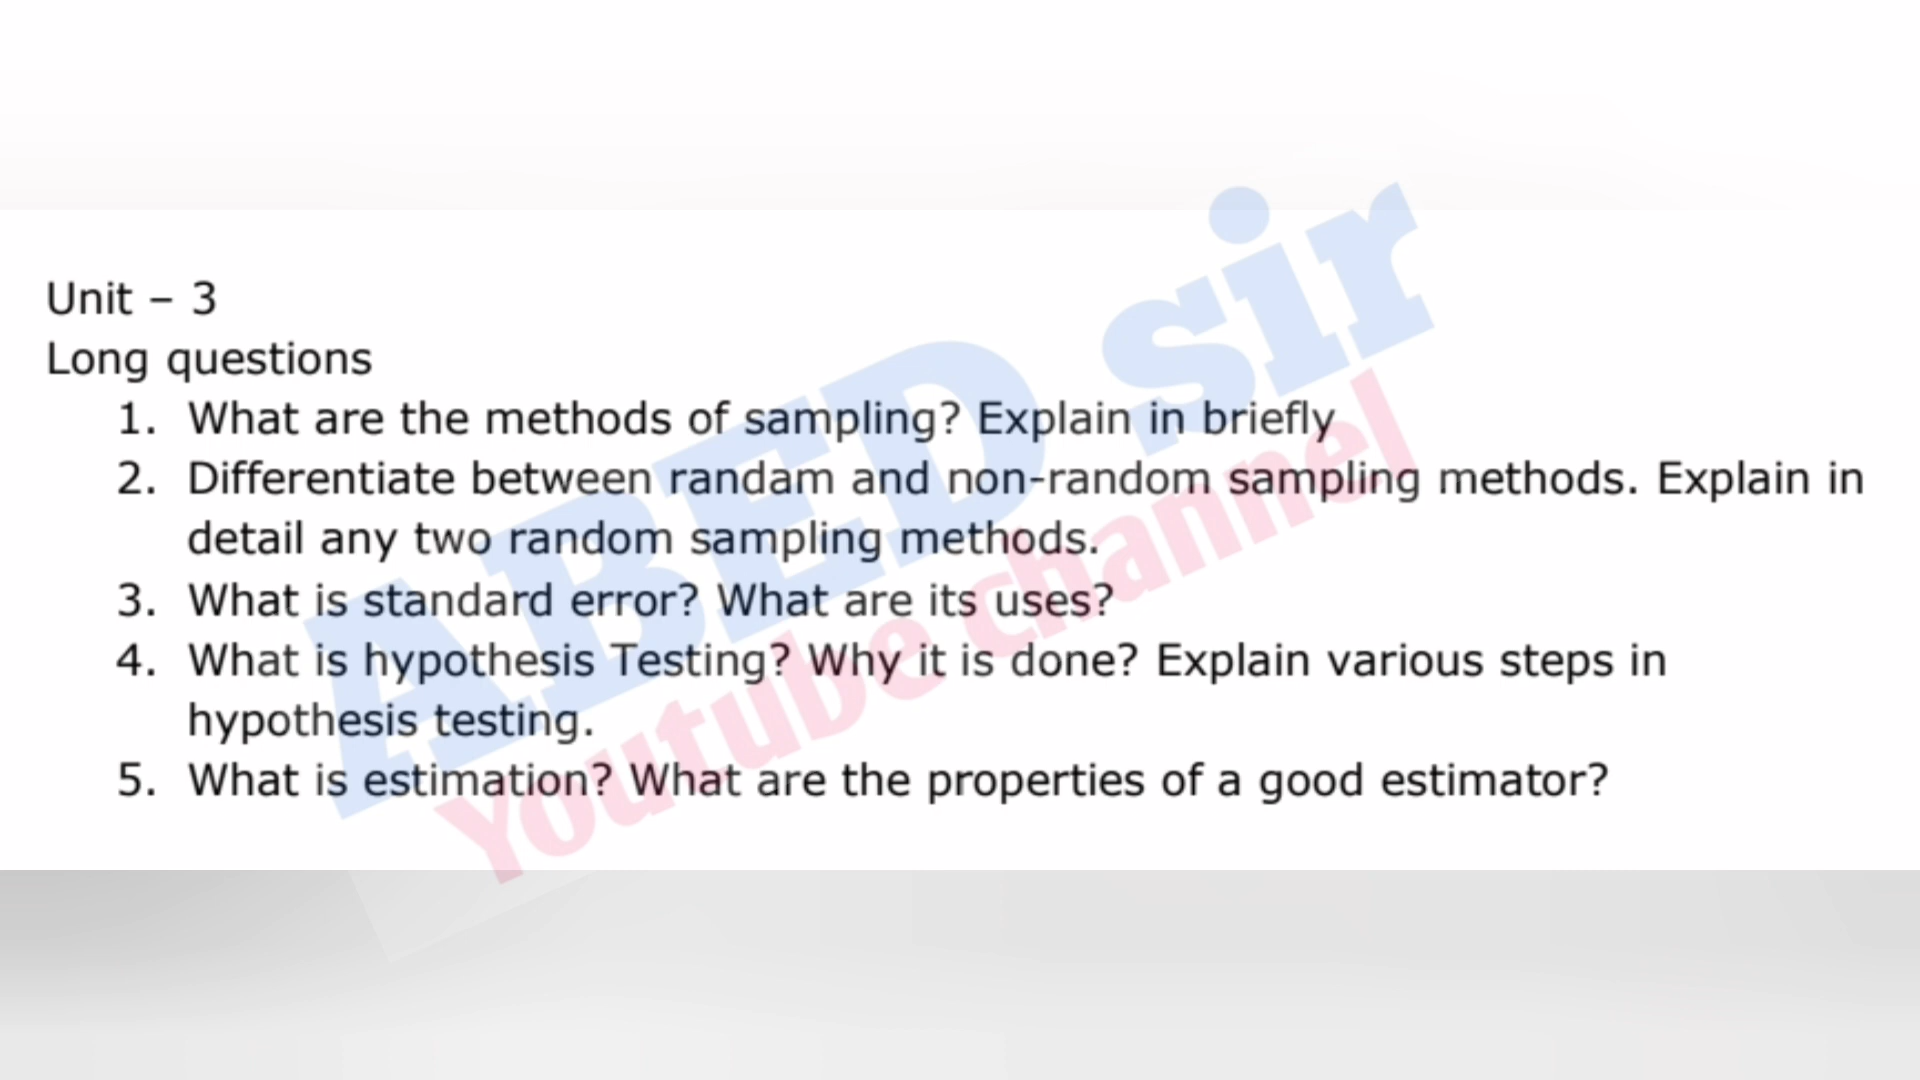 Unit – 3
Long questions
1. What are the methods of sampling? Explain in briefly
2. Differentiate between randam and non-random sampling methods. Explain in
detail any two random sampling methods.
3. What is standard error? What are its uses?
4. What is hypothesis Testing? Why it is done? Explain various steps in
hypothesis testing.
5. What is estimation? What are the properties of a good estimator?
ABED sir
Youtube channel